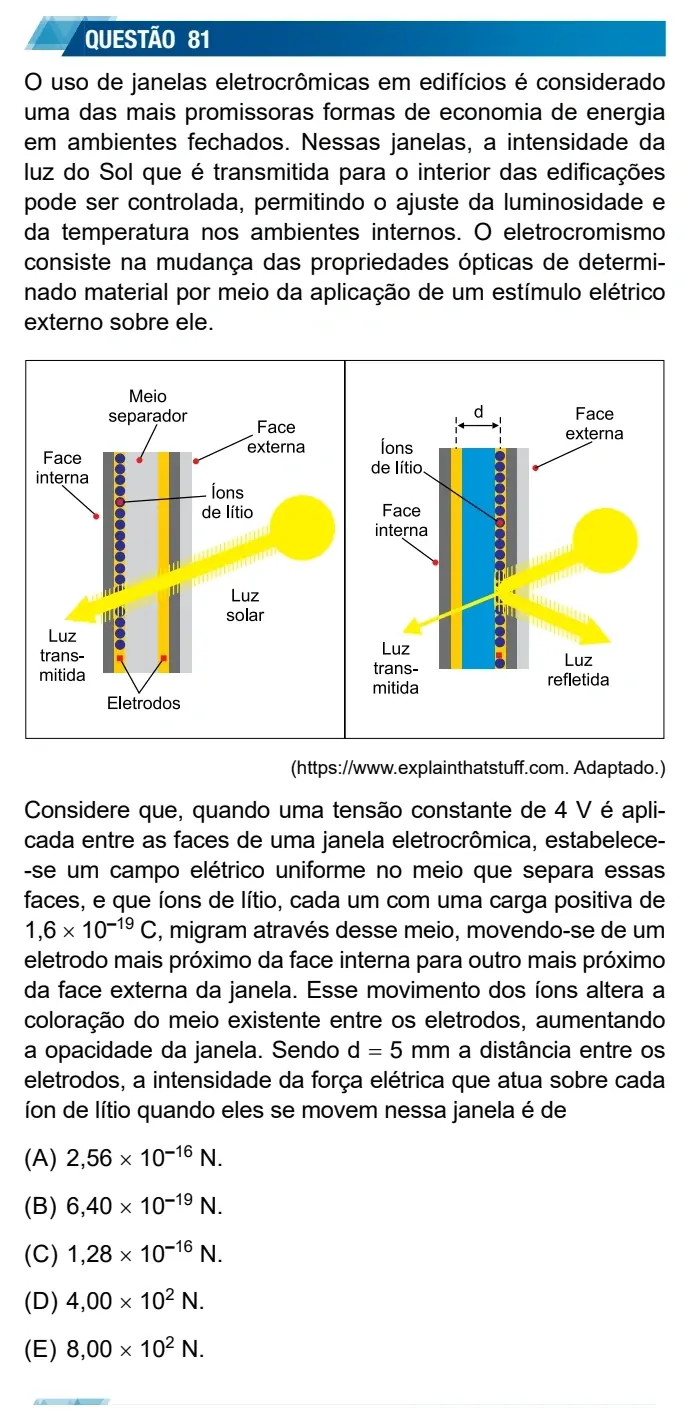 QUESTÃO 81
O uso de janelas eletrocrômicas em edifícios é considerado
uma das mais promissoras formas de economia de energia
em ambientes fechados. Nessas janelas, a intensidade da
luz do Sol que é transmitida para o interior das edificações
pode ser controlada, permitindo o ajuste da luminosidade e
da temperatura nos ambientes internos. O eletrocromismo
consiste na mudança das propriedades ópticas de determi-
nado material por meio da aplicação de um estímulo elétrico
externo sobre ele.
Meio
separador
Face
externa
Face
interna
Íons
de lítio
Luz
solar
Luz
trans-
mitida
Eletrodos
d
Face
externa
Íons
de lítio
Face
interna
Luz
trans-
mitida
Luz
refletida
(https://www.explainthatstuff.com. Adaptado.)
Considere que, quando uma tensão constante de 4 V é apli-
cada entre as faces de uma janela eletrocrômica, estabelece-
-se um campo elétrico uniforme no meio que separa essas
faces, e que íons de lítio, cada um com uma carga positiva de
1,6 × 10⁻¹⁹ C, migram através desse meio, movendo-se de um
eletrodo mais próximo da face interna para outro mais próximo
da face externa da janela. Esse movimento dos íons altera a
coloração do meio existente entre os eletrodos, aumentando
a opacidade da janela. Sendo d = 5 mm a distância entre os
eletrodos, a intensidade da força elétrica que atua sobre cada
íon de lítio quando eles se movem nessa janela é de
(A) 2,56 × 10⁻¹⁶ N.
(B) 6,40 × 10⁻¹⁹ N.
(C) 1,28 × 10⁻¹⁶ N.
(D) 4,00 × 10² N.
(E) 8,00 × 10² N.